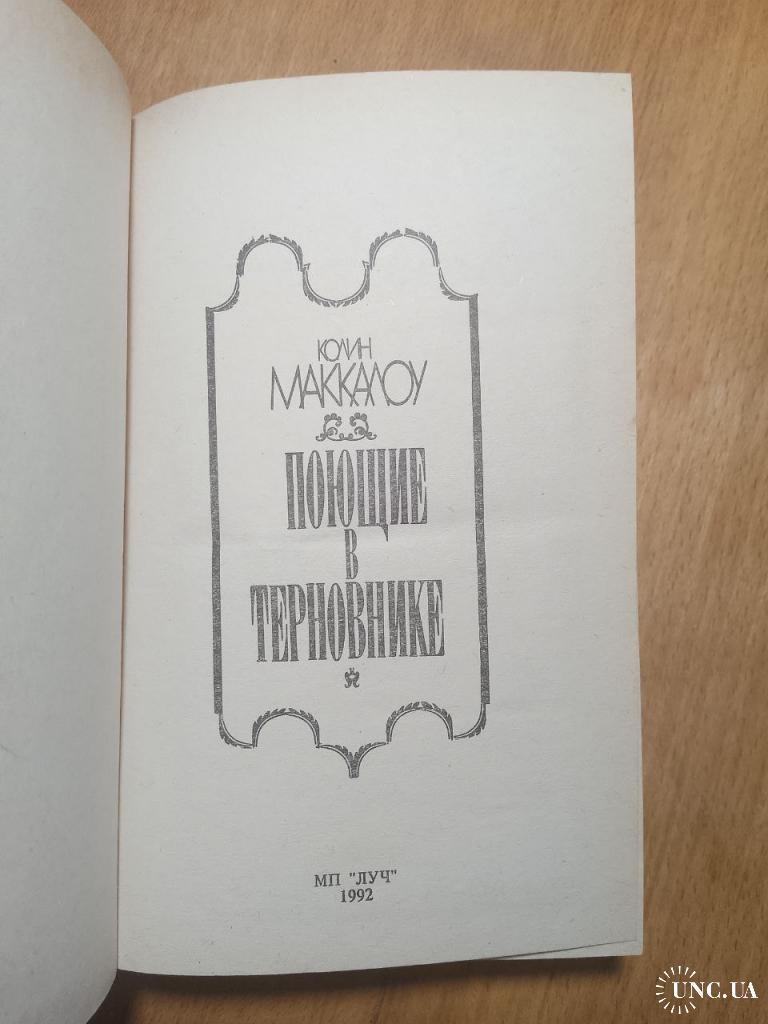 КОЛИН
МАККАЛОУ
ПОЮЩИЕ
В
ТЕРНОВНИКЕ
МП "ЛУЧ"
1992
UNC.UA